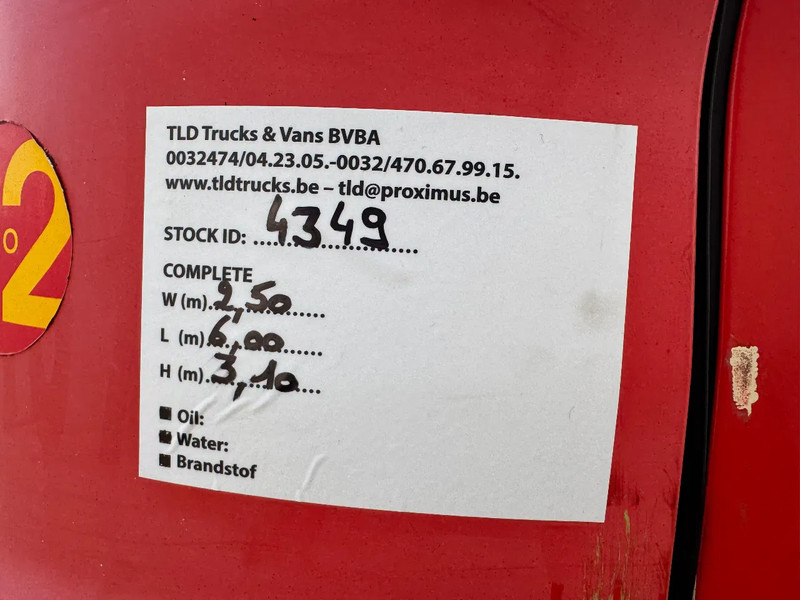 TLD Trucks & Vans BVBA
0032474/04.23.05.-0032/470.67.99.15.
www.tldtrucks.be – tld@proximus.be
STOCK ID: 4349
COMPLETE
W (m) 2,50
L (m) 6,00
H (m) 3,10
Oil:
Water:
Brandstof
o2